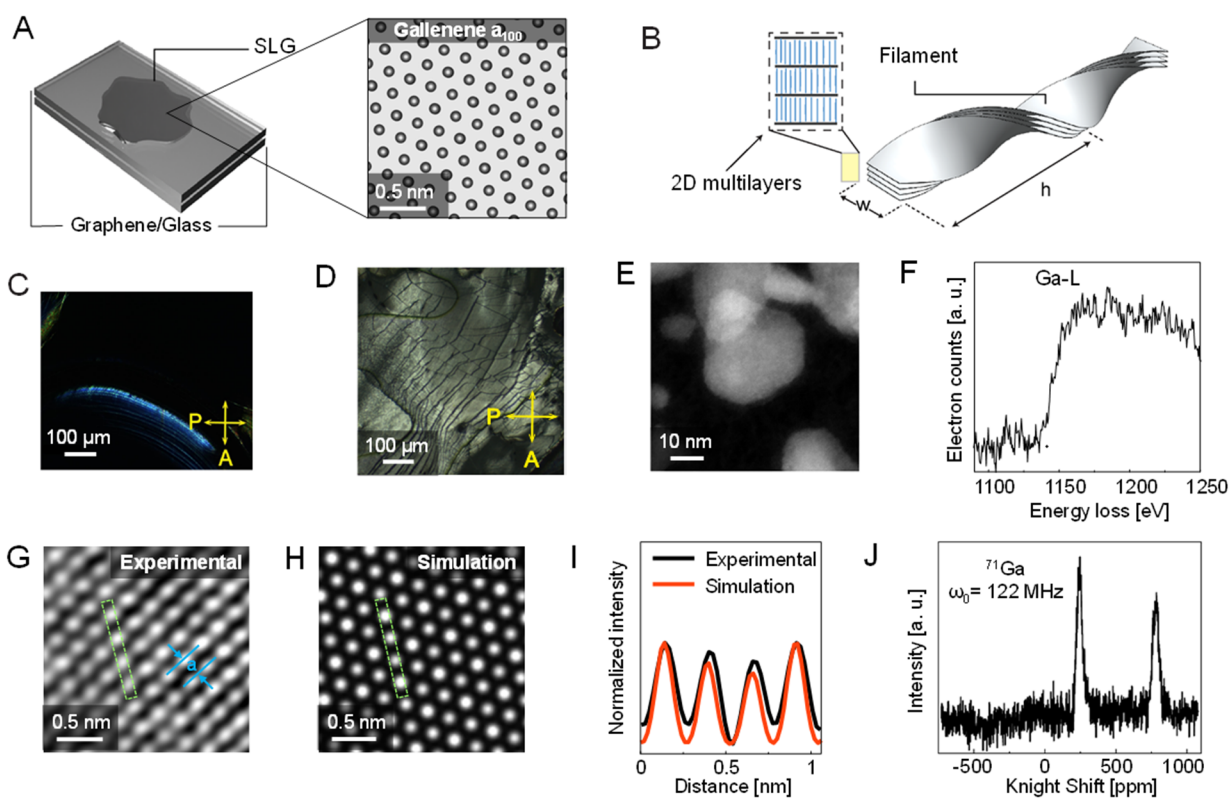 A
SLG
Graphene/Glass
Gallenene a₁₀₀
0.5 nm
B
Filament
2D multilayers
w
h
C
P
A
100 µm
D
P
A
100 µm
E
10 nm
F
Ga-L
Electron counts [a. u.]
1100 1150 1200 1250
Energy loss [eV]
G
Experimental
a
0.5 nm
H
Simulation
0.5 nm
I
Experimental
Simulation
Normalized intensity
0 0.5 1
Distance [nm]
J
⁷¹Ga
ω₀= 122 MHz
Intensity [a. u.]
-500 0 500 1000
Knight Shift [ppm]